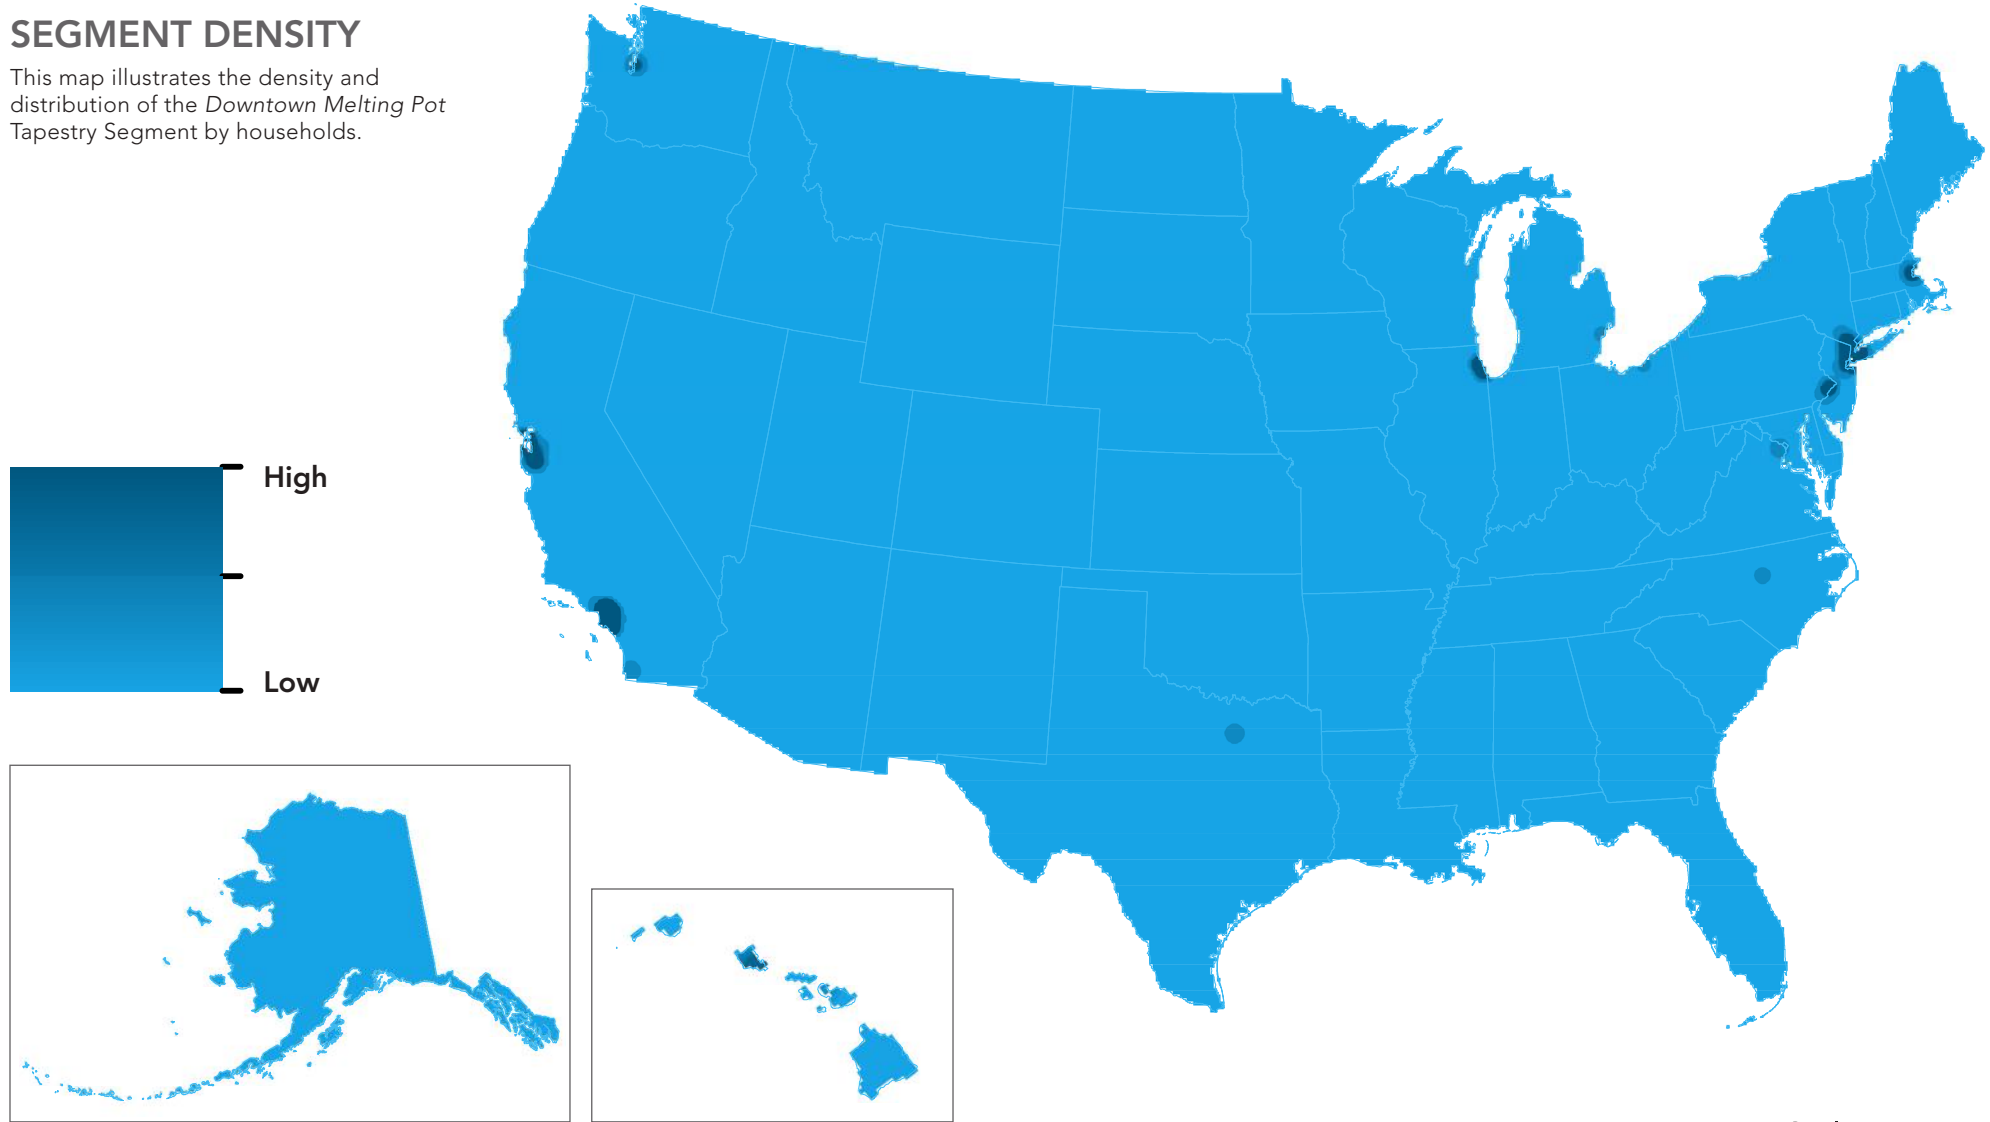 SEGMENT DENSITY
This map illustrates the density and
distribution of the Downtown Melting Pot
Tapestry Segment by households.
High
Low